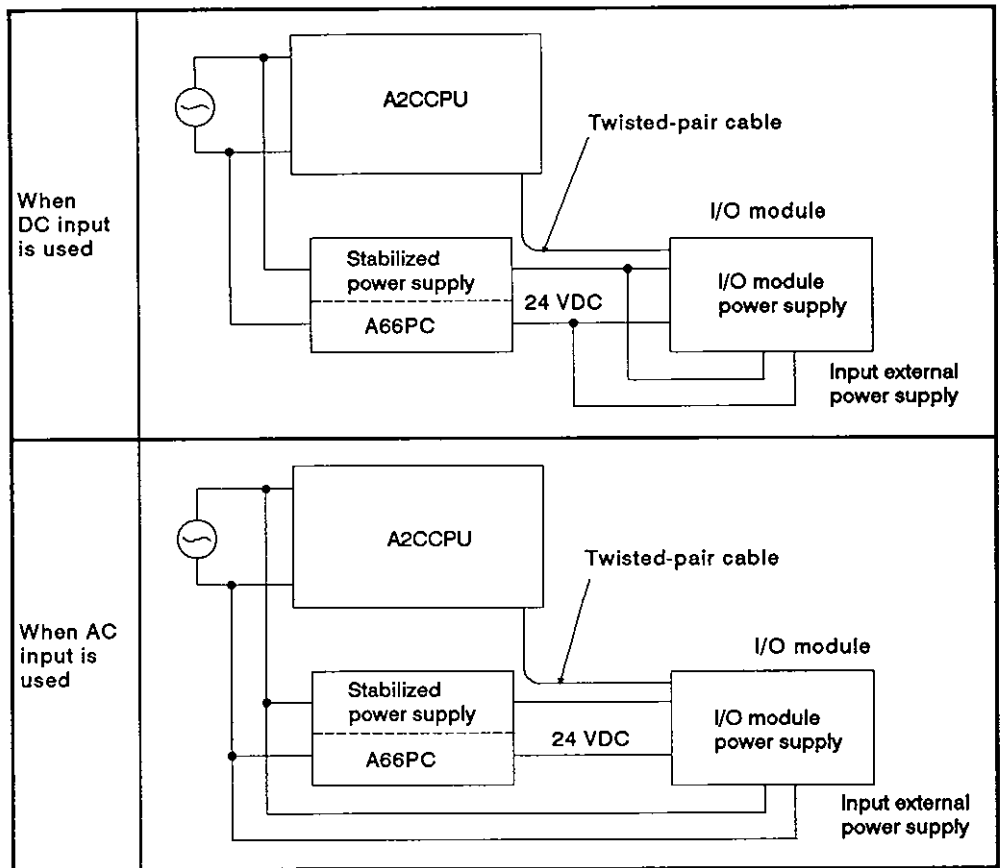 When
DC input
is used
A2CCPU
Twisted-pair cable
I/O module
Stabilized
power supply
A66PC
24 VDC
I/O module
power supply
Input external
power supply
When AC
input is
used
A2CCPU
Twisted-pair cable
I/O module
Stabilized
power supply
A66PC
24 VDC
I/O module
power supply
Input external
power supply